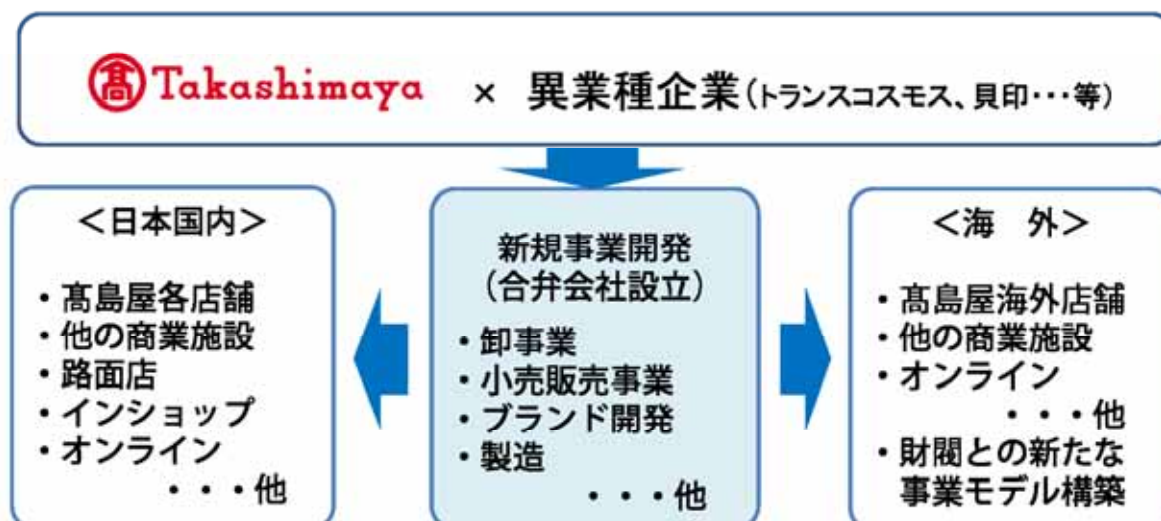 髙 Takashimaya × 異業種企業(トランスコスモス、貝印・・・等)
＜日本国内＞
・髙島屋各店舗
・他の商業施設
・路面店
・インショップ
・オンライン
・・・他
新規事業開発
(合弁会社設立)
・卸事業
・小売販売事業
・ブランド開発
・製造
・・・他
＜海　外＞
・髙島屋海外店舗
・他の商業施設
・オンライン
・・・他
・財閥との新たな
事業モデル構築